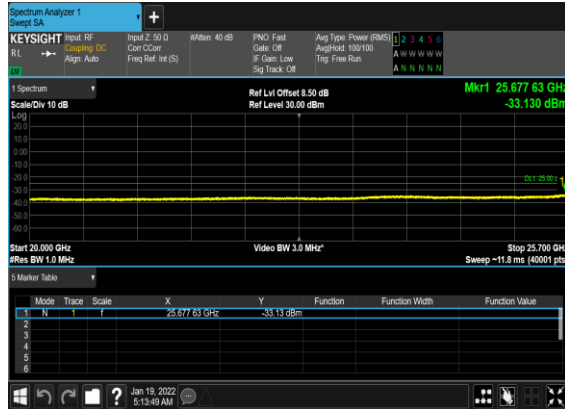 Spectrum Analyzer 1
Swept SA
KEYSIGHT
RL
Input: RF
Coupling: DC
Align: Auto
Input Z: 50 Ω
Corr CCorr
Freq Ref: Int (S)
#Atten: 40 dB
PNO: Fast
Gate: Off
IF Gain: Low
Sig Track: Off
Avg Type: Power (RMS)
Avg|Hold: 100/100
Trig: Free Run
1 2 3 4 5 6
A W W W W W
A N N N N N
1 Spectrum
Scale/Div 10 dB
Ref Lvl Offset 8.50 dB
Ref Level 30.00 dBm
Mkr1 25.677 63 GHz
-33.130 dBm
Log
20.0
10.0
0.00
-10.0
-20.0
-30.0
-40.0
-50.0
-60.0
DL1 -25.00
1
Start 20.000 GHz
#Res BW 1.0 MHz
Video BW 3.0 MHz*
Stop 25.700 GH
Sweep ~11.8 ms (40001 pts
5 Marker Table
Mode Trace Scale X Y Function Function Width Function Value
1 N 1 f 25.677 63 GHz -33.13 dBm
2
3
4
5
6
?
Jan 19, 2022
5:13:49 AM